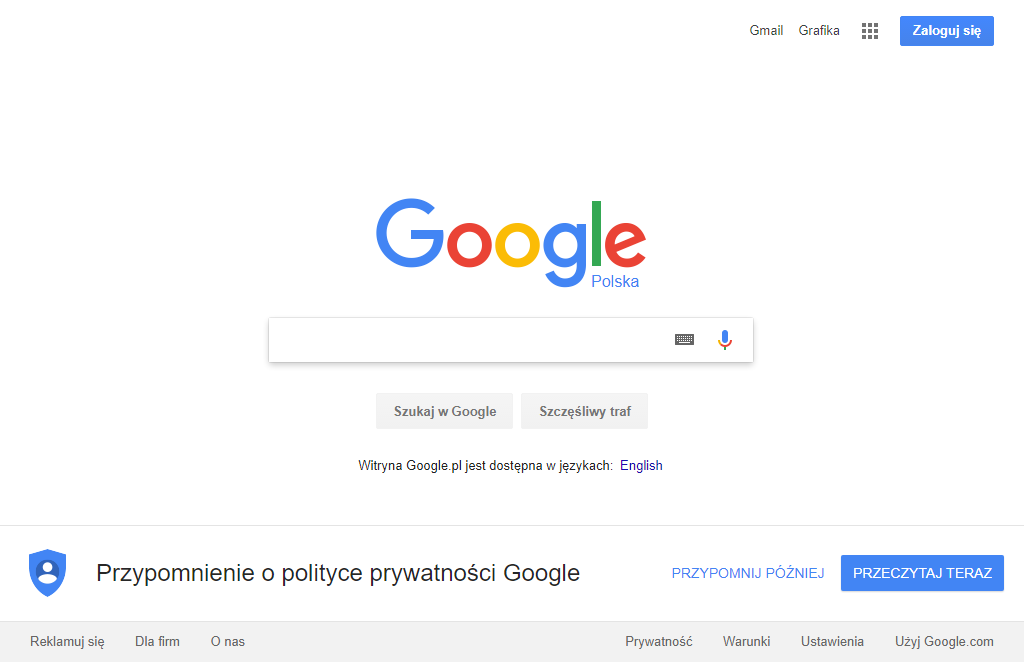 Gmail Grafika Zaloguj się
Google
Polska
Szukaj w Google Szczęśliwy traf
Witryna Google.pl jest dostępna w językach: English
Przypomnienie o polityce prywatności Google PRZYPOMNIJ PÓŹNIEJ PRZECZYTAJ TERAZ
Reklamuj się Dla firm O nas Prywatność Warunki Ustawienia Użyj Google.com